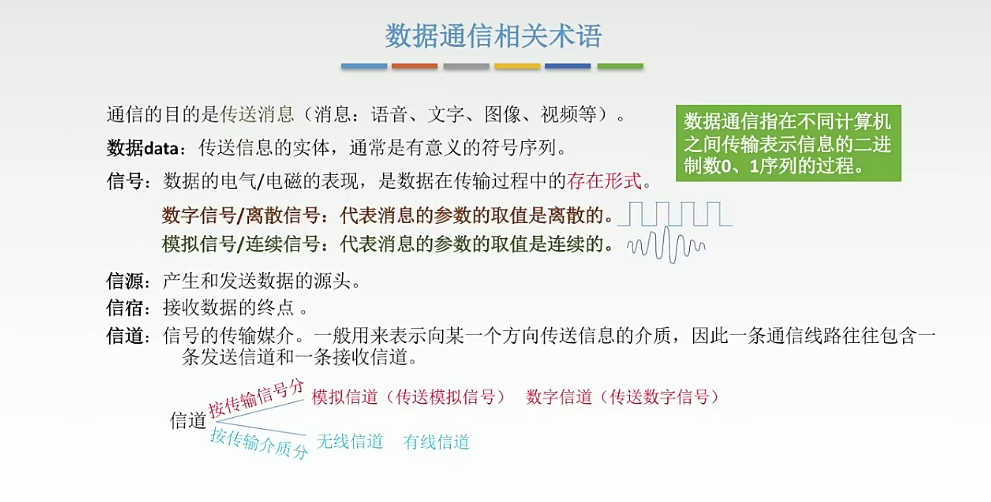 数据通信相关术语
通信的目的是传送消息（消息：语音、文字、图像、视频等）。
数据通信指在不同计算机
之间传输表示信息的二进
制数0、1序列的过程。
数据data：传送信息的实体，通常是有意义的符号序列。
信号：数据的电气/电磁的表现，是数据在传输过程中的存在形式。
数字信号/离散信号：代表消息的参数的取值是离散的。
模拟信号/连续信号：代表消息的参数的取值是连续的。
信源：产生和发送数据的源头。
信宿：接收数据的终点 。
信道：信号的传输媒介。一般用来表示向某一个方向传送信息的介质，因此一条通信线路往往包含一
条发送信道和一条接收信道。
信道
按传输信号分
模拟信道（传送模拟信号） 数字信道（传送数字信号）
按传输介质分
无线信道 有线信道